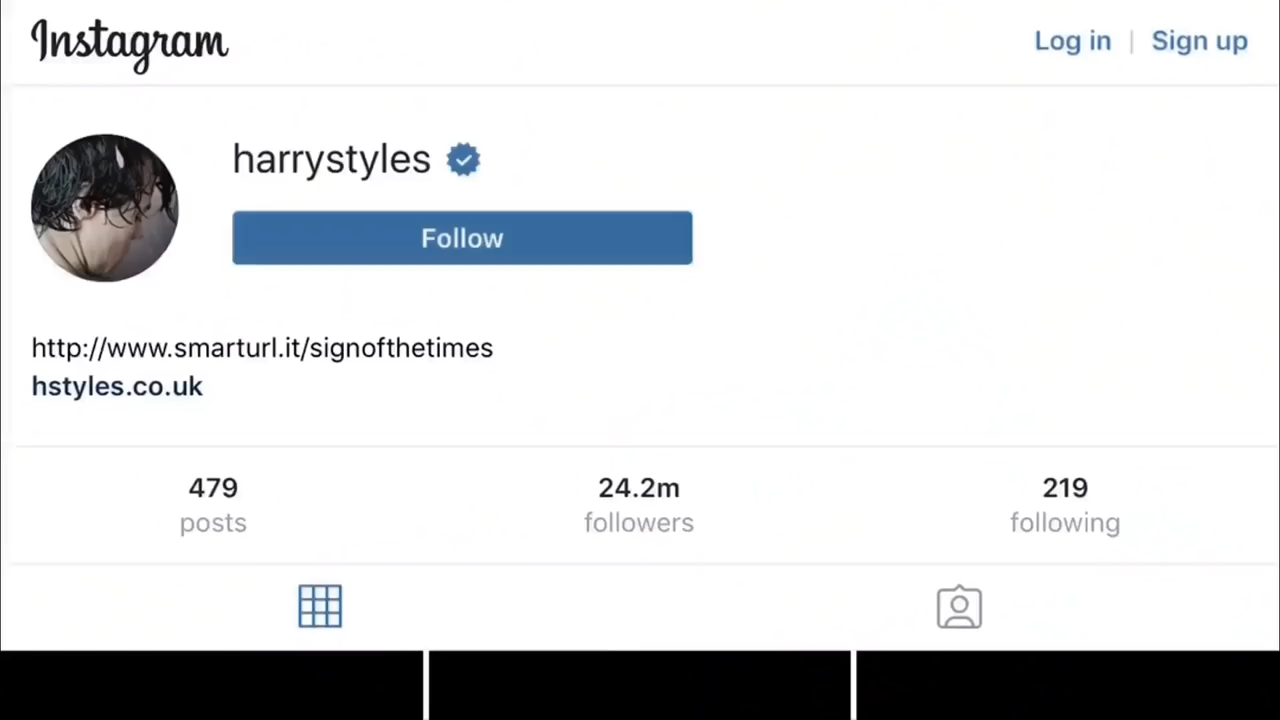 Instagram
Log in | Sign up
harrystyles
Follow
http://www.smarturl.it/signofthetimes
hstyles.co.uk
479 24.2m 219
posts followers following